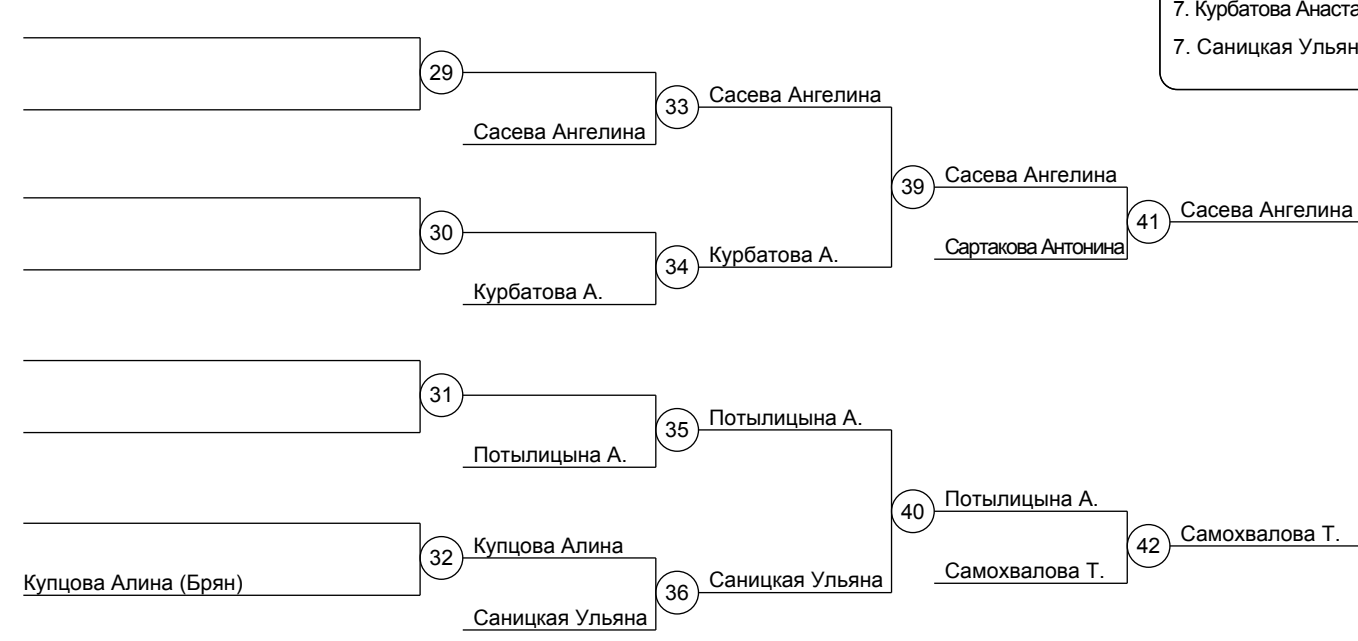 7. Курбатова
7. Саницкая
29
33
Сасева Ангелина
Сасева Ангелина
39
Сасева Ангелина
41
Сасева Ангелина
Сартакова Антонина
30
34
Курбатова А.
Курбатова А.
31
35
Потылицына А.
Потылицына А.
40
Потылицына А.
42
Самохвалова Т.
Самохвалова Т.
32
Купцова Алина
Купцова Алина (Брян)
36
Саницкая Ульяна
Саницкая Ульяна